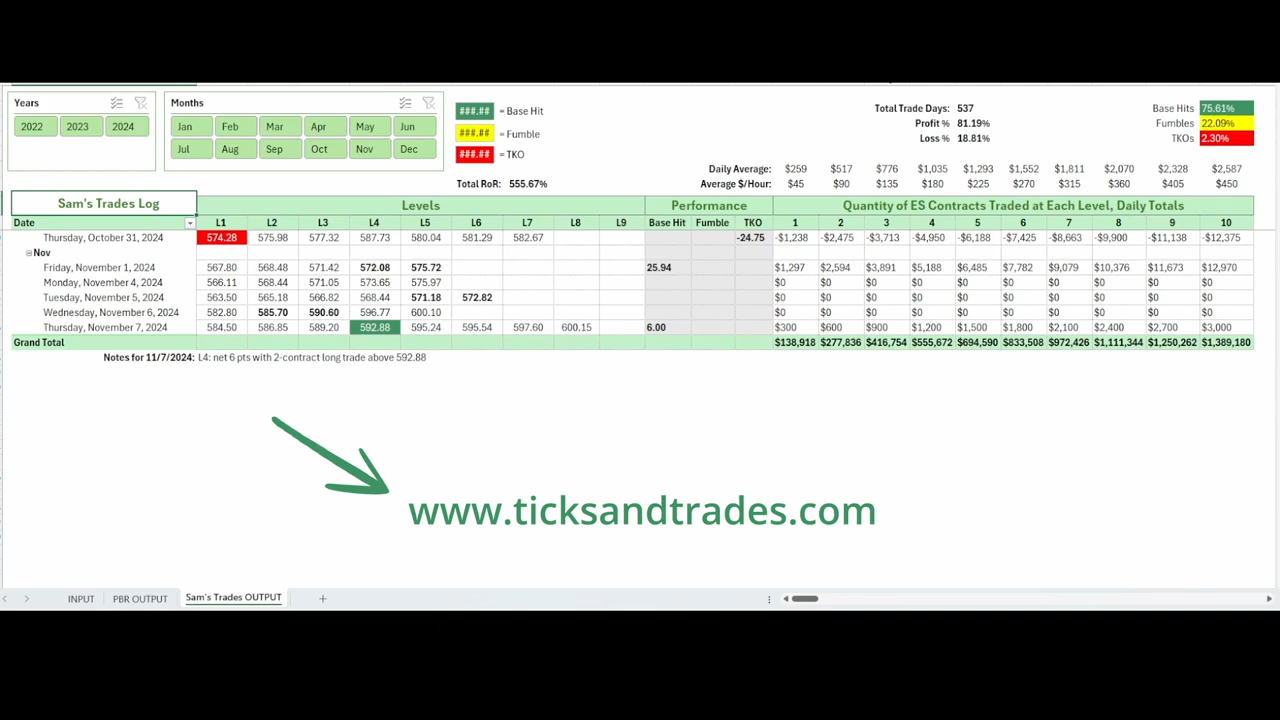 Years
2022 2023 2024
Months
Jan Feb Mar Apr May Jun
Jul Aug Sep Oct Nov Dec
###.## = Base Hit
###.## = Fumble
###.## = TKO
Total RoR: 555.67%
Total Trade Days: 537
Profit % 81.19%
Loss % 18.81%
Base Hits 75.61%
Fumbles 22.09%
TKOs 2.30%
Daily Average: $259 $517 $776 $1,035 $1,293 $1,552 $1,811 $2,070 $2,328 $2,587
Average $/Hour: $45 $90 $135 $180 $225 $270 $315 $360 $405 $450
Sam's Trades Log Levels Performance Quantity of ES Contracts Traded at Each Level, Daily Totals
Date L1 L2 L3 L4 L5 L6 L7 L8 L9 Base Hit Fumble TKO 1 2 3 4 5 6 7 8 9 10
Thursday, October 31, 2024 574.28 575.98 577.32 587.73 580.04 581.29 582.67 -24.75 -$1,238 -$2,475 -$3,713 -$4,950 -$6,188 -$7,425 -$8,663 -$9,900 -$11,138 -$12,375
Nov
Friday, November 1, 2024 567.80 568.48 571.42 572.08 575.72 25.94 $1,297 $2,594 $3,891 $5,188 $6,485 $7,782 $9,079 $10,376 $11,673 $12,970
Monday, November 4, 2024 566.11 568.44 571.05 573.65 575.97 $0 $0 $0 $0 $0 $0 $0 $0 $0 $0
Tuesday, November 5, 2024 563.50 565.18 566.82 568.44 571.18 572.82 $0 $0 $0 $0 $0 $0 $0 $0 $0 $0
Wednesday, November 6, 2024 582.80 585.70 590.60 596.77 600.10 $0 $0 $0 $0 $0 $0 $0 $0 $0 $0
Thursday, November 7, 2024 584.50 586.85 589.20 592.88 595.24 595.54 597.60 600.15 6.00 $300 $600 $900 $1,200 $1,500 $1,800 $2,100 $2,400 $2,700 $3,000
Grand Total $138,918 $277,836 $416,754 $555,672 $694,590 $833,508 $972,426 $1,111,344 $1,250,262 $1,389,180
Notes for 11/7/2024: L4: net 6 pts with 2-contract long trade above 592.88
www.ticksandtrades.com
INPUT PBR OUTPUT Sam's Trades OUTPUT +